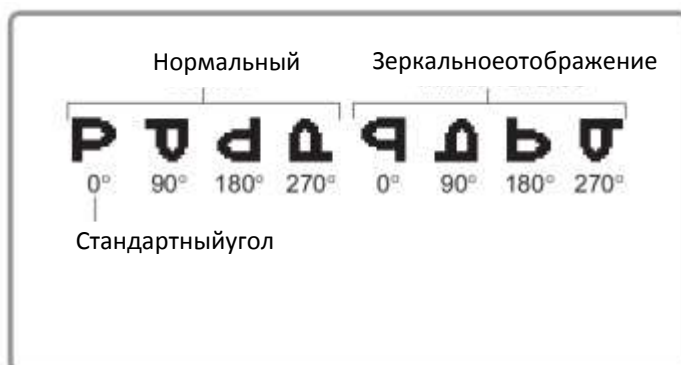 Нормальный Зеркальноеотображение
0° 90° 180° 270° 0° 90° 180° 270°
Стандартныйугол